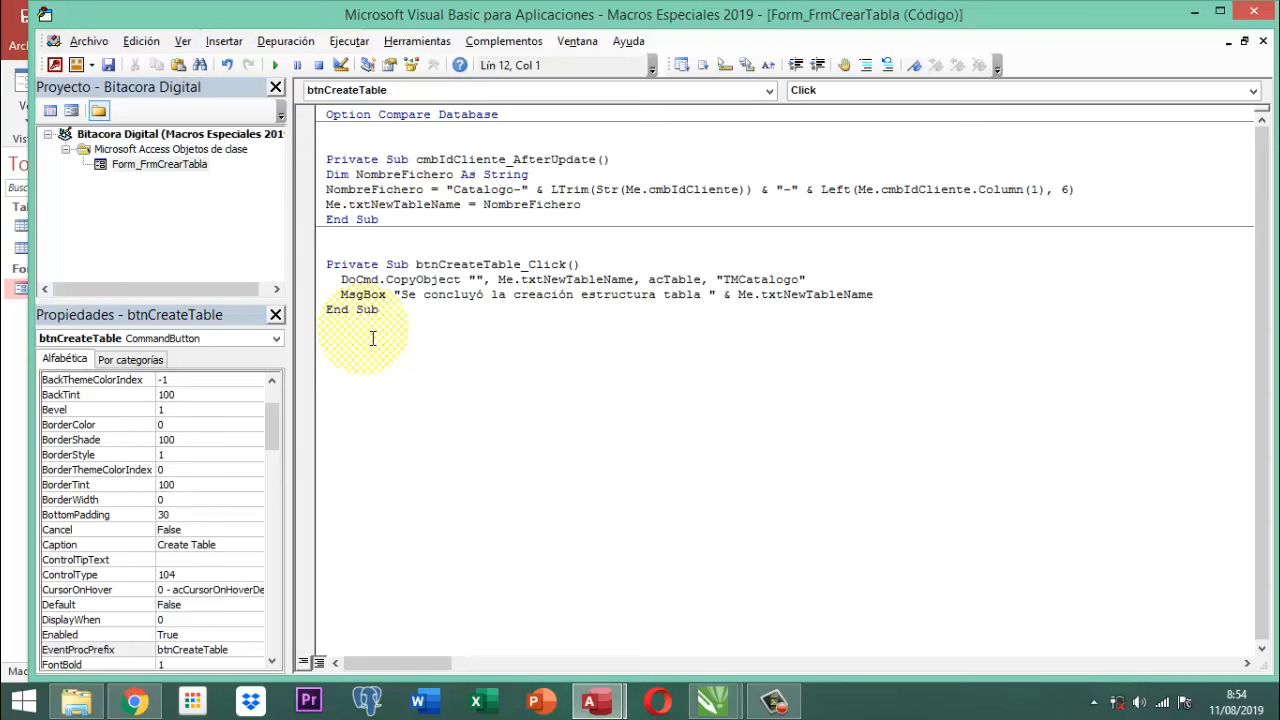 Microsoft Visual Basic para Aplicaciones - Macros Especiales 2019 - [Form_FrmCrearTabla (Código)]
Archivo Edición Ver Insertar Depuración Ejecutar Herramientas Complementos Ventana Ayuda
Lín 12, Col 1
Proyecto - Bitacora Digital
Bitacora Digital (Macros Especiales 2019
Microsoft Access Objetos de clase
Form_FrmCrearTabla
Propiedades - btnCreateTable
btnCreateTable CommandButton
Alfabética Por categorías
BackThemeColorIndex -1
BackTint 100
Bevel 1
BorderColor 0
BorderShade 100
BorderStyle 1
BorderThemeColorIndex 0
BorderTint 100
BorderWidth 0
BottomPadding 30
Cancel False
Caption Create Table
ControlTipText
ControlType 104
CursorOnHover 0 - acCursorOnHoverDe
Default False
DisplayWhen 0
Enabled True
EventProcPrefix btnCreateTable
FontBold 1
btnCreateTable Click
Option Compare Database
Private Sub cmbIdCliente_AfterUpdate()
Dim NombreFichero As String
NombreFichero = "Catalogo-" & LTrim(Str(Me.cmbIdCliente)) & "-" & Left(Me.cmbIdCliente.Column(1), 6)
Me.txtNewTableName = NombreFichero
End Sub
Private Sub btnCreateTable_Click()
DoCmd.CopyObject "", Me.txtNewTableName, acTable, "TMCatalogo"
MsgBox "Se concluyó la creación estructura tabla " & Me.txtNewTableName
End Sub
8:54
11/08/2019